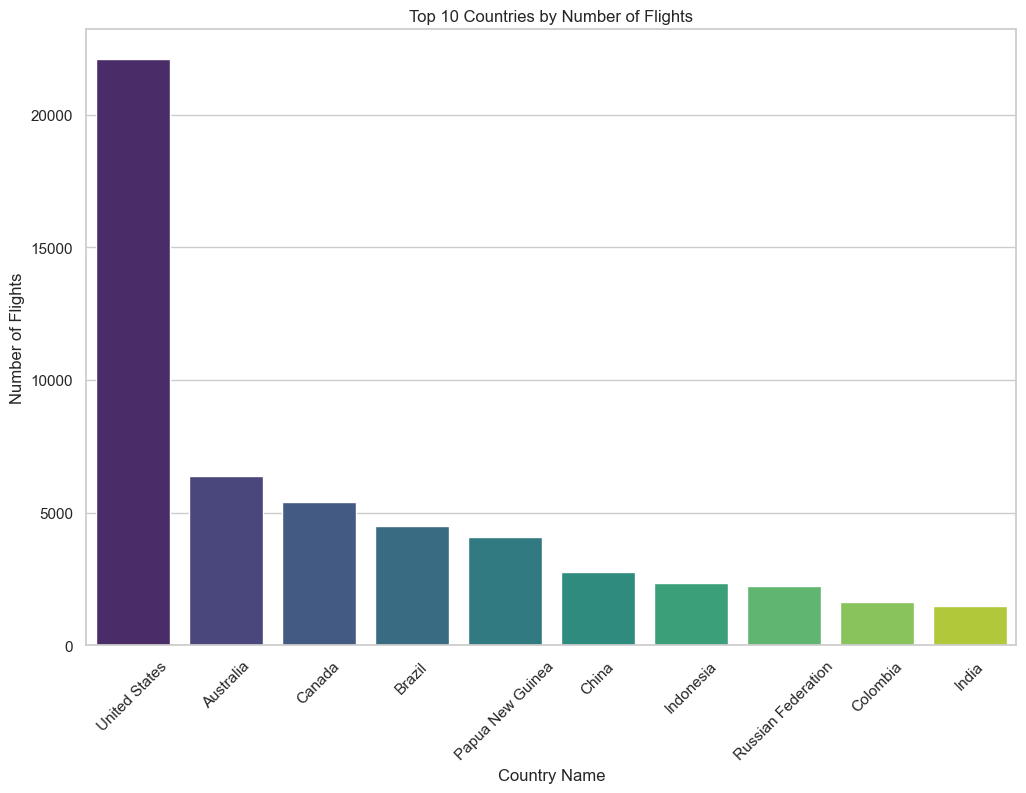 Top 10 Countries by Number of Flights
Number of Flights
20000
15000
10000
5000
0
United States
Australia
Canada
Brazil
Papua New Guinea
China
Indonesia
Russian Federation
Colombia
India
Country Name